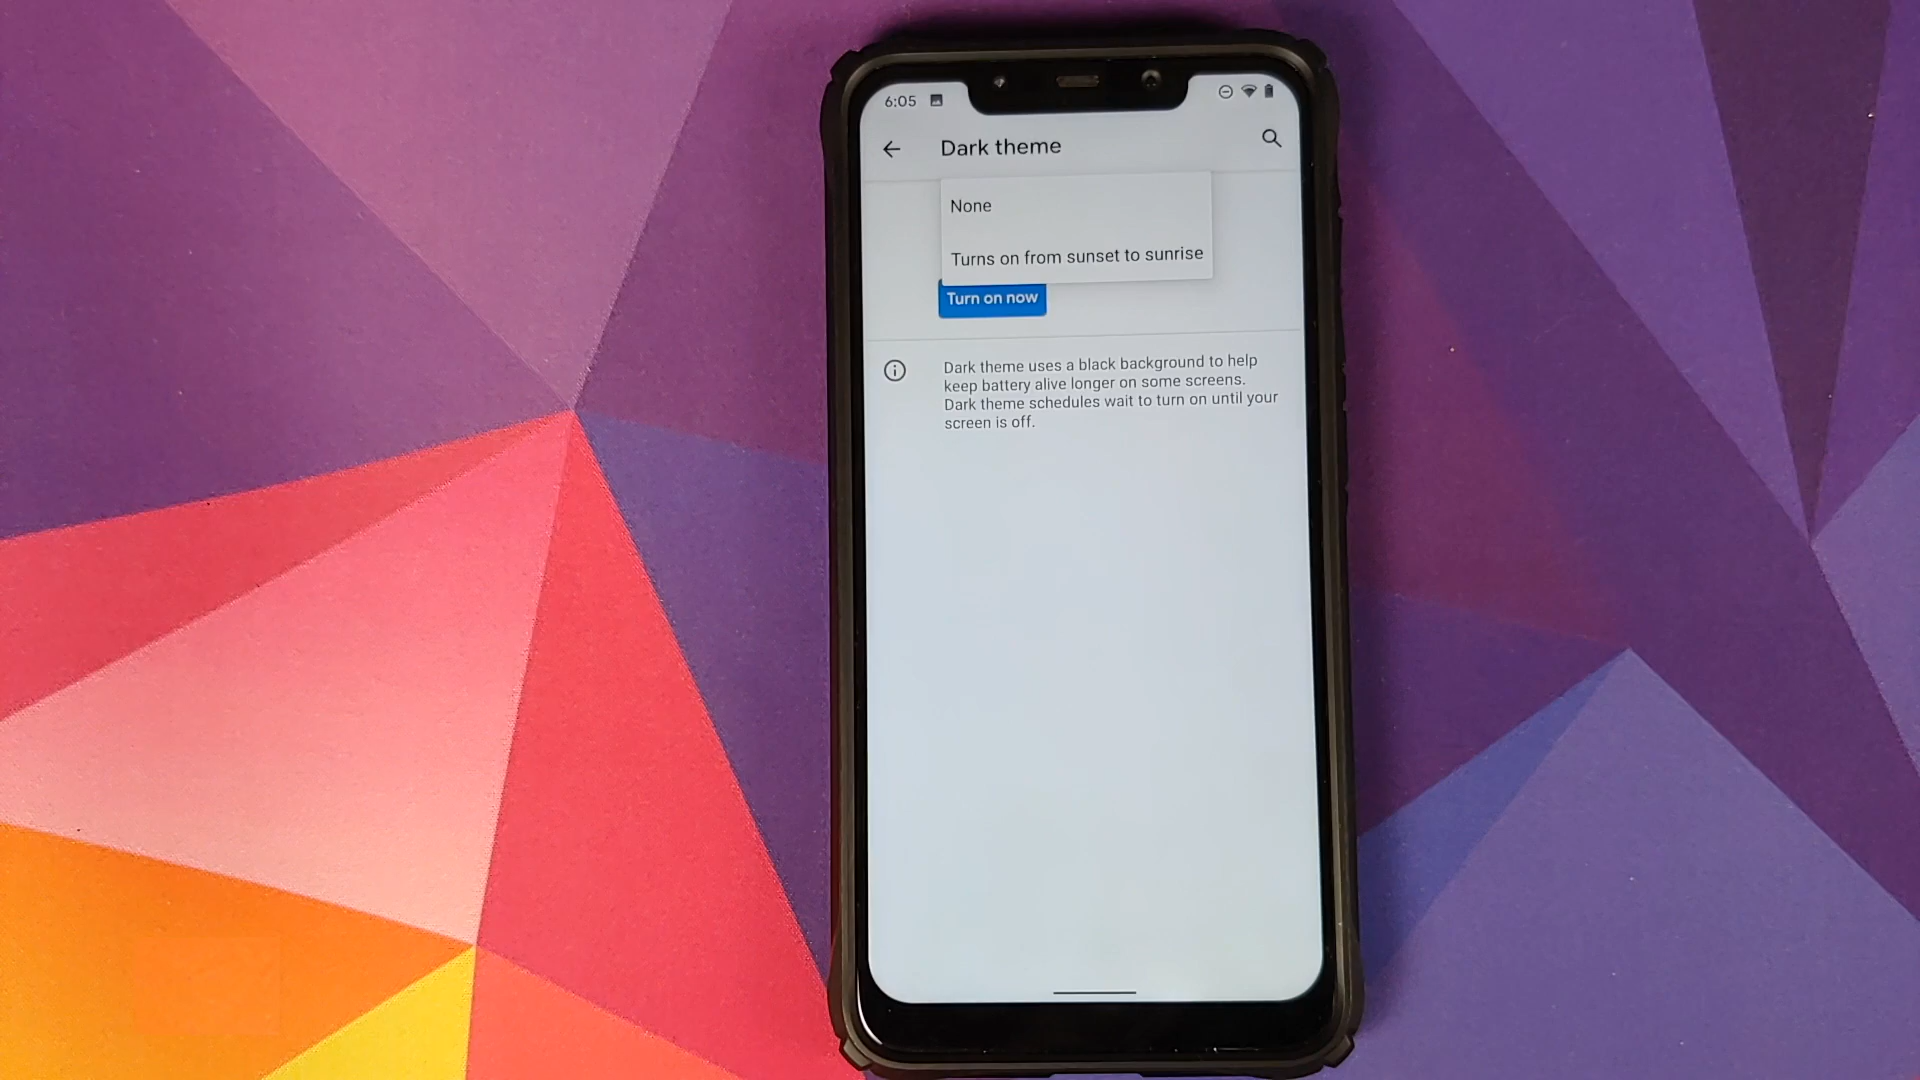 6:05
Dark theme
None
Turns on from sunset to sunrise
Turn on now
Dark theme uses a black background to help
keep battery alive longer on some screens.
Dark theme schedules wait to turn on until your
screen is off.